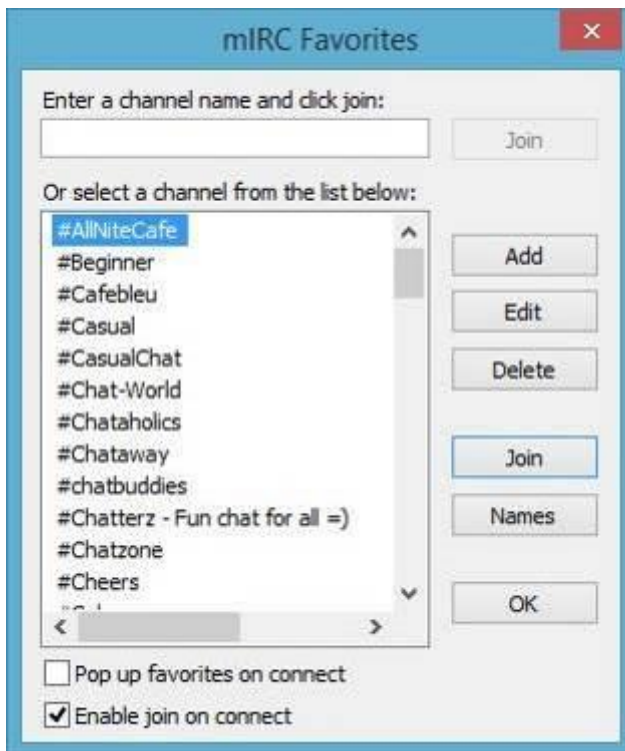 mIRC Favorites
Enter a channel name and click join:
Join
Or select a channel from the list below:
#AllNiteCafe
#Beginner
#Cafebleu
#Casual
#CasualChat
#Chat-World
#Chataholics
#Chataway
#chatbuddies
#Chatterz - Fun chat for all =)
#Chatzone
#Cheers
Add
Edit
Delete
Join
Names
OK
Pop up favorites on connect
Enable join on connect